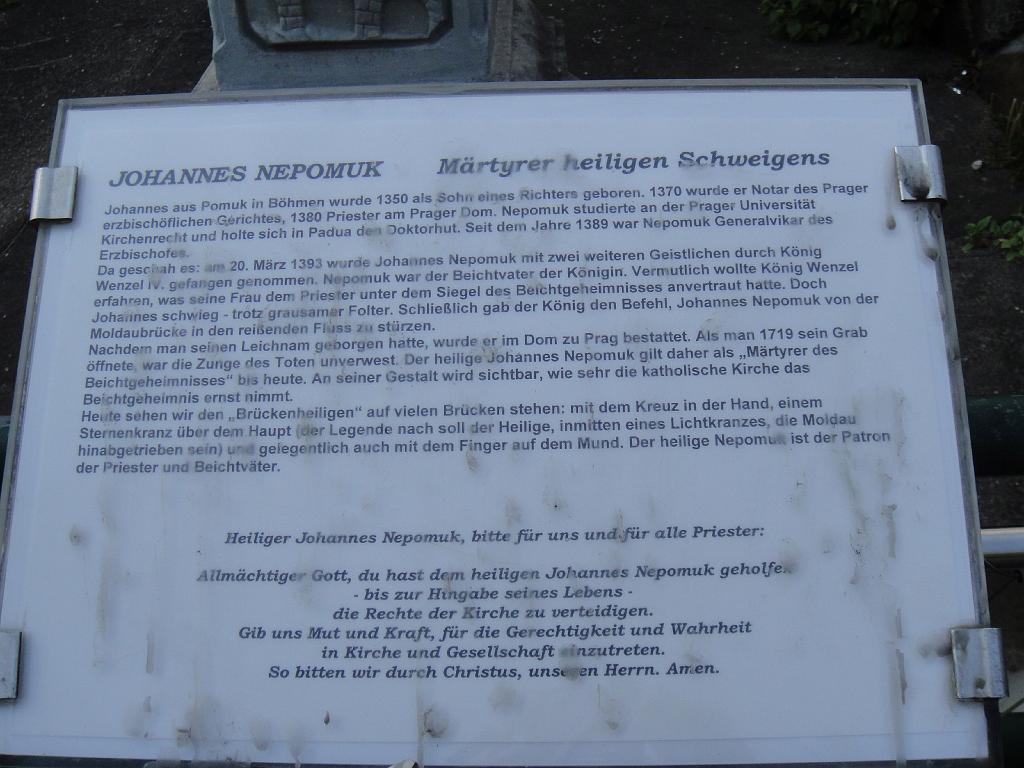 JOHANNES NEPOMUK Märtyrer heiligen Schweigens
Johannes aus Pomuk in Böhmen wurde 1350 als Sohn eines Richters geboren. 1370 wurde er Notar des Prager
erzbischöflichen Gerichtes, 1380 Priester am Prager Dom. Nepomuk studierte an der Prager Universität
Kirchenrecht und holte sich in Padua den Doktorhut. Seit dem Jahre 1389 war Nepomuk Generalvikar des
Erzbischofes.
Da geschah es: am 20. März 1393 wurde Johannes Nepomuk mit zwei weiteren Geistlichen durch König
Wenzel IV. gefangen genommen. Nepomuk war der Beichtvater der Königin. Vermutlich wollte König Wenzel
erfahren, was seine Frau dem Priester unter dem Siegel des Beichtgeheimnisses anvertraut hatte. Doch
Johannes schwieg - trotz grausamer Folter. Schließlich gab der König den Befehl, Johannes Nepomuk von der
Moldaubrücke in den reißenden Fluss zu stürzen.
Nachdem man seinen Leichnam geborgen hatte, wurde er im Dom zu Prag bestattet. Als man 1719 sein Grab
öffnete, war die Zunge des Toten unverwest. Der heilige Johannes Nepomuk gilt daher als „Märtyrer des
Beichtgeheimnisses“ bis heute. An seiner Gestalt wird sichtbar, wie sehr die katholische Kirche das
Beichtgeheimnis ernst nimmt.
Heute sehen wir den „Brückenheiligen“ auf vielen Brücken stehen: mit dem Kreuz in der Hand, einem
Sternenkranz über dem Haupt (der Legende nach soll der Heilige, inmitten eines Lichtkranzes, die Moldau
hinabgetrieben sein) und gelegentlich auch mit dem Finger auf dem Mund. Der heilige Nepomuk ist der Patron
der Priester und Beichtväter.
Heiliger Johannes Nepomuk, bitte für uns und für alle Priester:
Allmächtiger Gott, du hast dem heiligen Johannes Nepomuk geholfen
- bis zur Hingabe seines Lebens -
die Rechte der Kirche zu verteidigen.
Gib uns Mut und Kraft, für die Gerechtigkeit und Wahrheit
in Kirche und Gesellschaft einzutreten.
So bitten wir durch Christus, unseren Herrn. Amen.